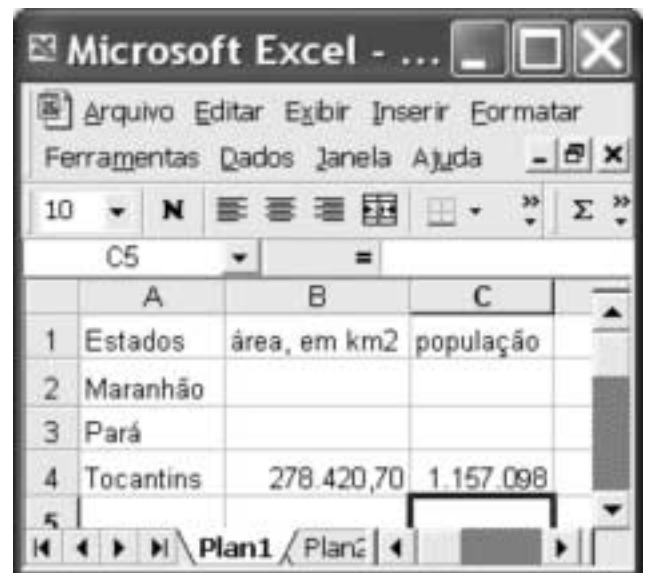 Microsoft Excel - ...
Arquivo Editar Exibir Inserir Formatar
Ferramentas Dados Janela Ajuda
10 N Σ
C5 =
A B C
1 Estados área, em km2 população
2 Maranhão
3 Pará
4 Tocantins 278.420,70 1.157.098
5
Plan1 Plan2